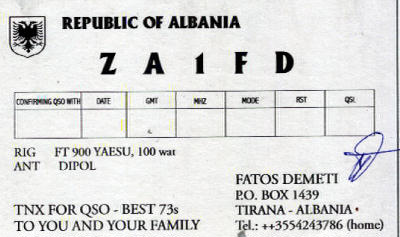 REPUBLIC OF ALBANIA
ZA1FD
CONFIRMING QSO WITH DATE GMT MHZ MODE RST QSL
RIG FT 900 YAESU, 100 wat
ANT DIPOL
FATOS DEMETI
P.O. BOX 1439
TNX FOR QSO - BEST 73s
TIRANA - ALBANIA •
TO YOU AND YOUR FAMILY
Tel.: ++3554243786 (home)